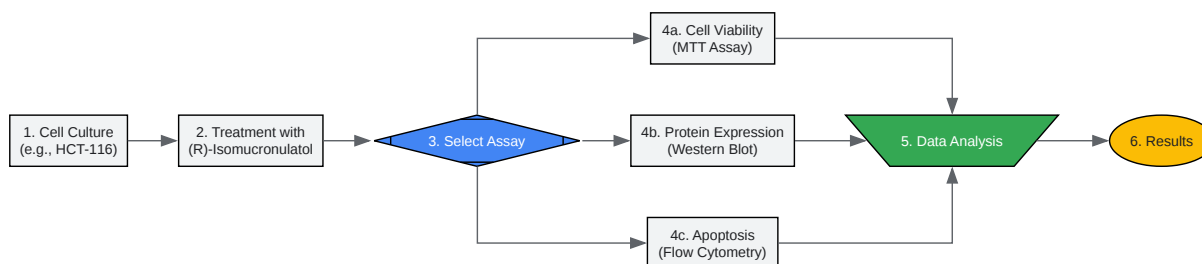 1. Cell Culture
(e.g., HCT-116)
2. Treatment with
(R)-Isomucronulatol
3. Select Assay
4a. Cell Viability
(MTT Assay)
4b. Protein Expression
(Western Blot)
4c. Apoptosis
(Flow Cytometry)
5. Data Analysis
6. Results